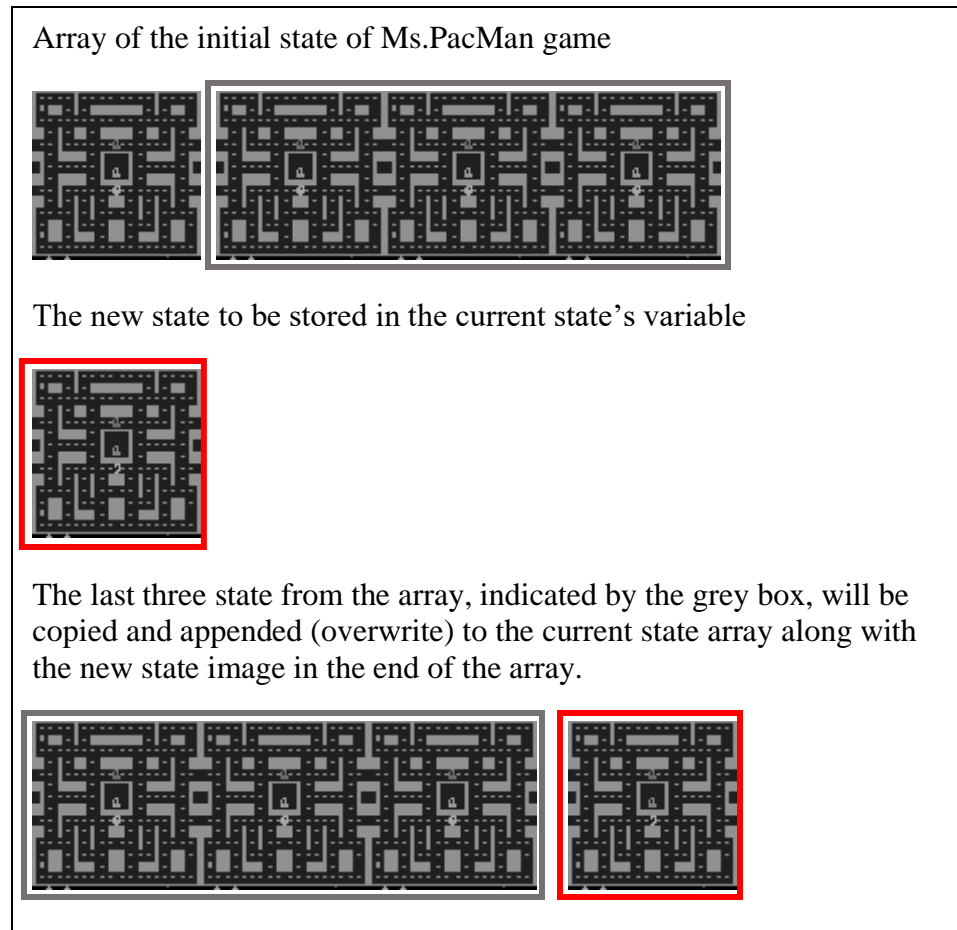 Array of the initial state of Ms.PacMan game
The new state to be stored in the current state’s variable
The last three state from the array, indicated by the grey box, will be
copied and appended (overwrite) to the current state array along with
the new state image in the end of the array.